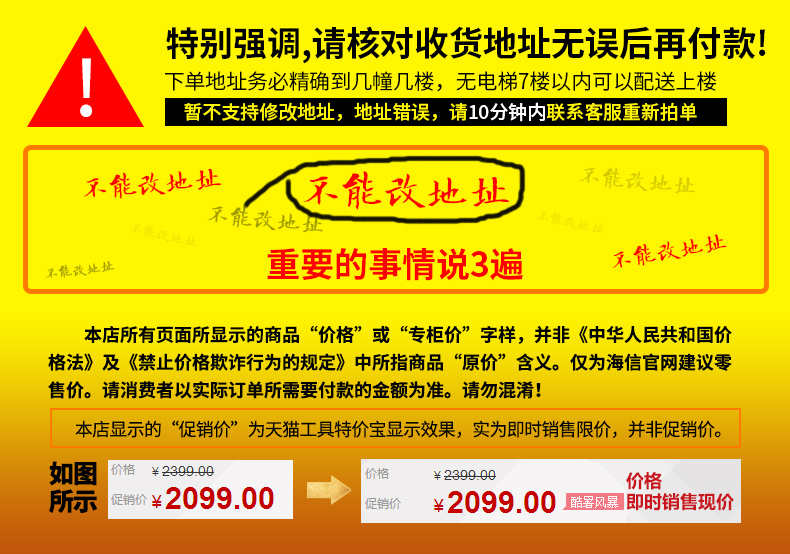 特别强调,请核对收货地址无误后再付款!
下单地址务必精确到几幢几楼，无电梯7楼以内可以配送上楼
暂不支持修改地址，地址错误，请10分钟内联系客服重新拍单
不能改地址
不能改地址
不能改地址
不能改地址
不能改地址
不能改地址
不能改地址
不能改地址
重要的事情说3遍
本店所有页面所显示的商品“价格”或“专柜价”字样，并非《中华人民共和国价
格法》及《禁止价格欺诈行为的规定》中所指商品“原价”含义。仅为海信官网建议零
售价。请消费者以实际订单所需要付款的金额为准。请勿混淆！
本店显示的“促销价”为天猫工具特价宝显示效果，实为即时销售限价，并非促销价。
如图
所示
价格 ¥2399.00
促销价 ¥2099.00
价格 ¥2399.00
促销价 ¥2099.00 酷署风暴
价格
即时销售现价